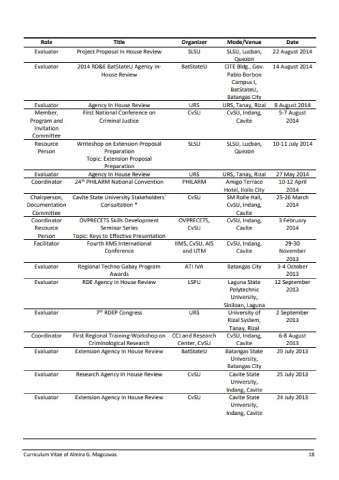 Role Title Organizer Mode/Venue Date
Evaluator Project Proposal In House Review SLSU SLSU, Lucban, 22 August 2014
Quezon
Evaluator 2014 RD&E BatStateU Agency In- BatStateU CITE Bldg., Gov. 14 August 2014
House Review Pablo Borbon
Campus I,
BatStateU,
Batangas City
Evaluator Agency In House Review URS URS, Tanay, Rizal 8 August 2014
Member, First National Conference on CvSU CvSU, Indang, 5-7 August
Program and Criminal Justice Cavite 2014
Invitation
Committee
Resource Writeshop on Extension Proposal SLSU SLSU, Lucban, 10-11 July 2014
Person Preparation Quezon
Topic: Extension Proposal
Preparation
Evaluator Agency In House Review URS URS, Tanay, Rizal 27 May 2014
Coordinator 24th PHILARM National Convention PHILARM Amigo Terrace 10-12 April
Hotel, Iloilo City 2014
Chairperson, Cavite State University Stakeholders' CvSU SM Rolle Hall, 25-26 March
Documentation Consultation * CvSU, Indang, 2014
Committee Cavite
Coordinator OVPRECETS Skills Development OVPRECETS, CvSU, Indang, 3 February
Resource Seminar Series CvSU Cavite 2014
Person Topic: Keys to Effective Presentation
Facilitator Fourth IIMS International IIMS, CvSU, AIS CvSU, Indang, 29-30
Conference and UTM Cavite November
2013
Evaluator Regional Techno Gabay Program ATI IVA Batangas City 3-4 October
Awards 2013
Evaluator RDE Agency In House Review LSPU Laguna State 12 September
Polytechnic 2013
University,
Siniloan, Laguna
Evaluator 7th RDEP Congress URS University of 2 September
Rizal System, 2013
Tanay, Rizal
Coordinator First Regional Training-Workshop on CCJ and Research CvSU, Indang, 6-8 August
Criminological Research Center, CvSU Cavite 2013
Evaluator Extension Agency In House Review BatStateU Batangas State 29 July 2013
University,
Batangas City
Evaluator Research Agency In House Review CvSU Cavite State 25 July 2013
University,
Indang, Cavite
Evaluator Extension Agency In House Review CvSU Cavite State 24 July 2013
University,
Indang, Cavite
Curriculum Vitae of Almira G. Magcawas 18